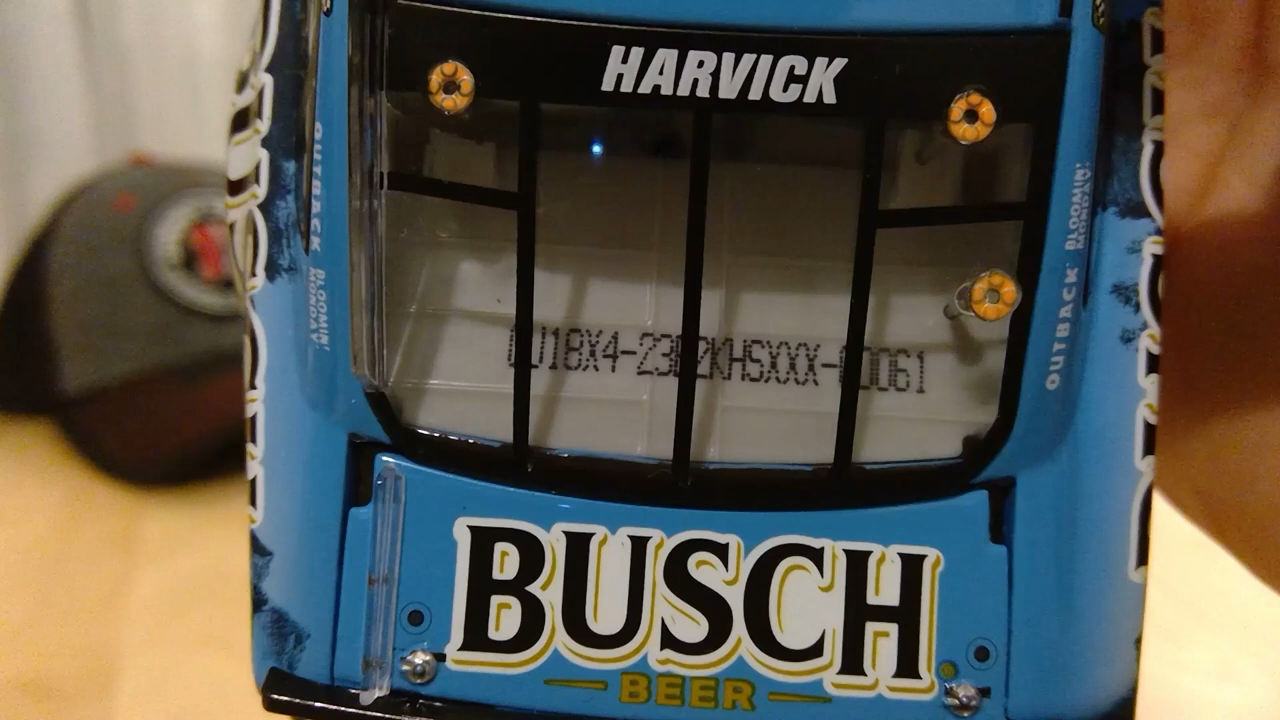 HARVICK
OUTBACK
BLOOMIN'
MONDAY
OUTBACK
BLOOMIN'
MONDAY
BUSCH
BEER